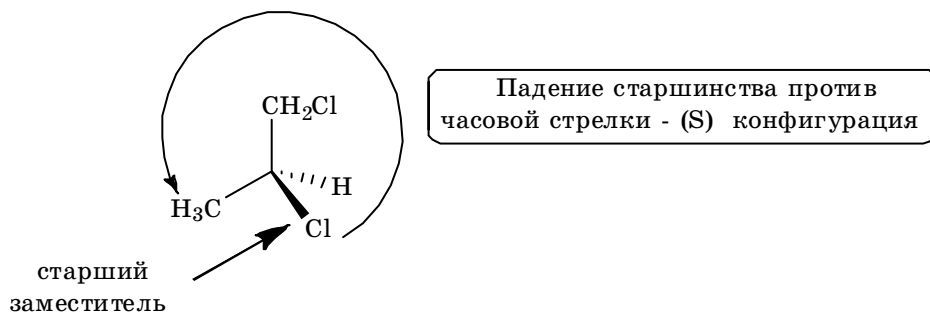 CH₂Cl
H
H₃C
Cl
старший
заместитель
Падение старшинства против
часовой стрелки - (S) конфигурация